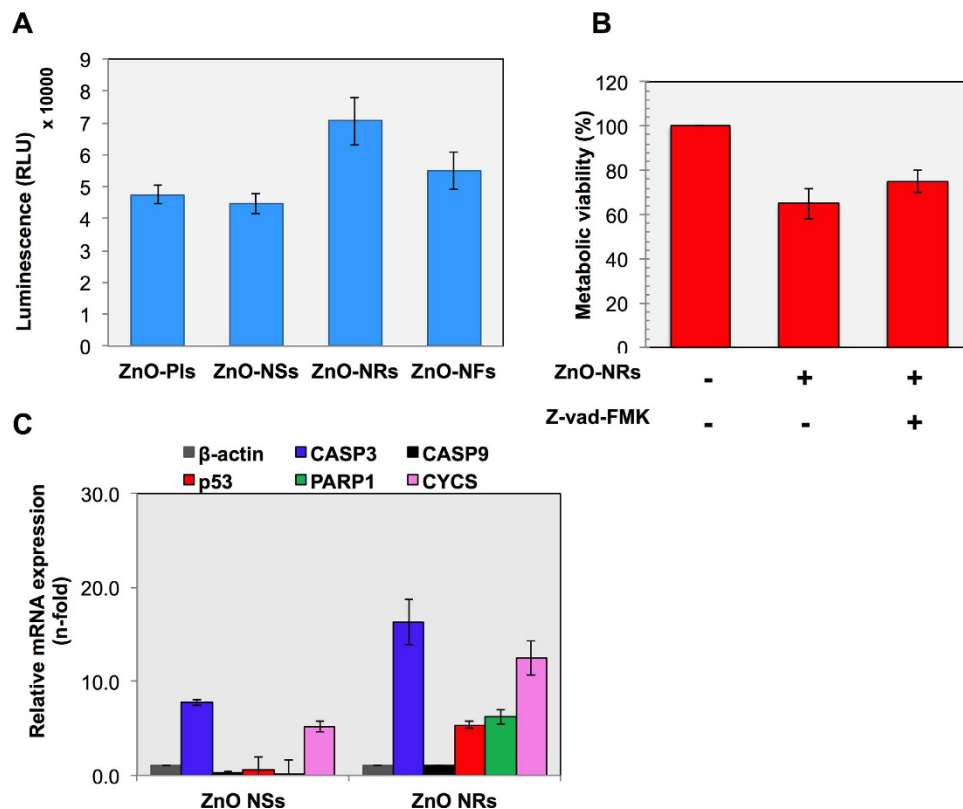 A
Luminescence (RLU)
x 10000
9
8
7
6
5
4
3
2
1
0
ZnO-PIs ZnO-NSs ZnO-NRs ZnO-NFs
B
Metabolic viability (%)
120
100
80
60
40
20
0
ZnO-NRs - + +
Z-vad-FMK - - +
C
β-actin CASP3 CASP9
p53 PARP1 CYCS
Relative mRNA expression
(n-fold)
30.0
20.0
10.0
0.0
ZnO NSs ZnO NRs